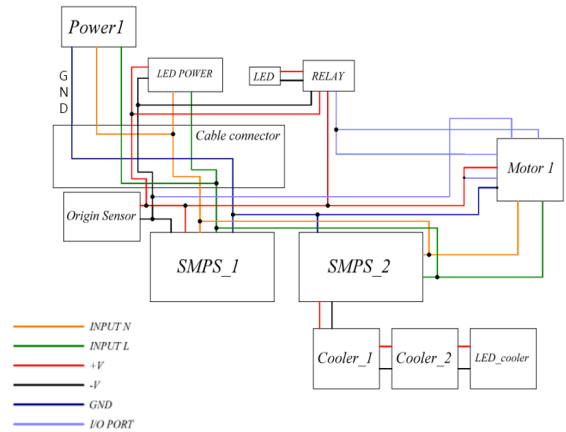 Power1
G
N
D
LED POWER
LED
RELAY
Cable connector
Motor 1
Origin Sensor
SMPS_1
SMPS_2
Cooler_1
Cooler_2
LED_cooler
INPUT N
INPUT L
+V
-V
GND
I/O PORT